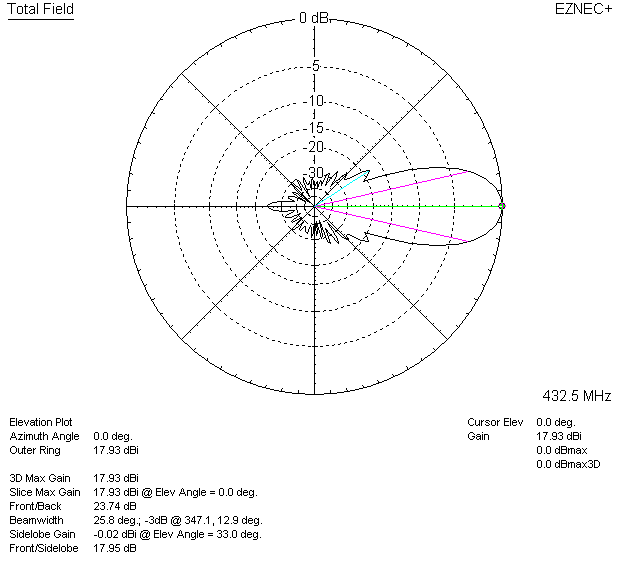 Total Field
EZNEC+
0 dB
-5
-10
-15
-20
-30
432.5 MHz
Elevation Plot
Azimuth Angle 0.0 deg.
Outer Ring 17.93 dBi
3D Max Gain 17.93 dBi
Slice Max Gain 17.93 dBi @ Elev Angle = 0.0 deg.
Front/Back 23.74 dB
Beamwidth 25.8 deg.; -3dB @ 347.1, 12.9 deg.
Sidelobe Gain -0.02 dBi @ Elev Angle = 33.0 deg.
Front/Sidelobe 17.95 dB
Cursor Elev 0.0 deg.
Gain 17.93 dBi
0.0 dBmax
0.0 dBmax3D